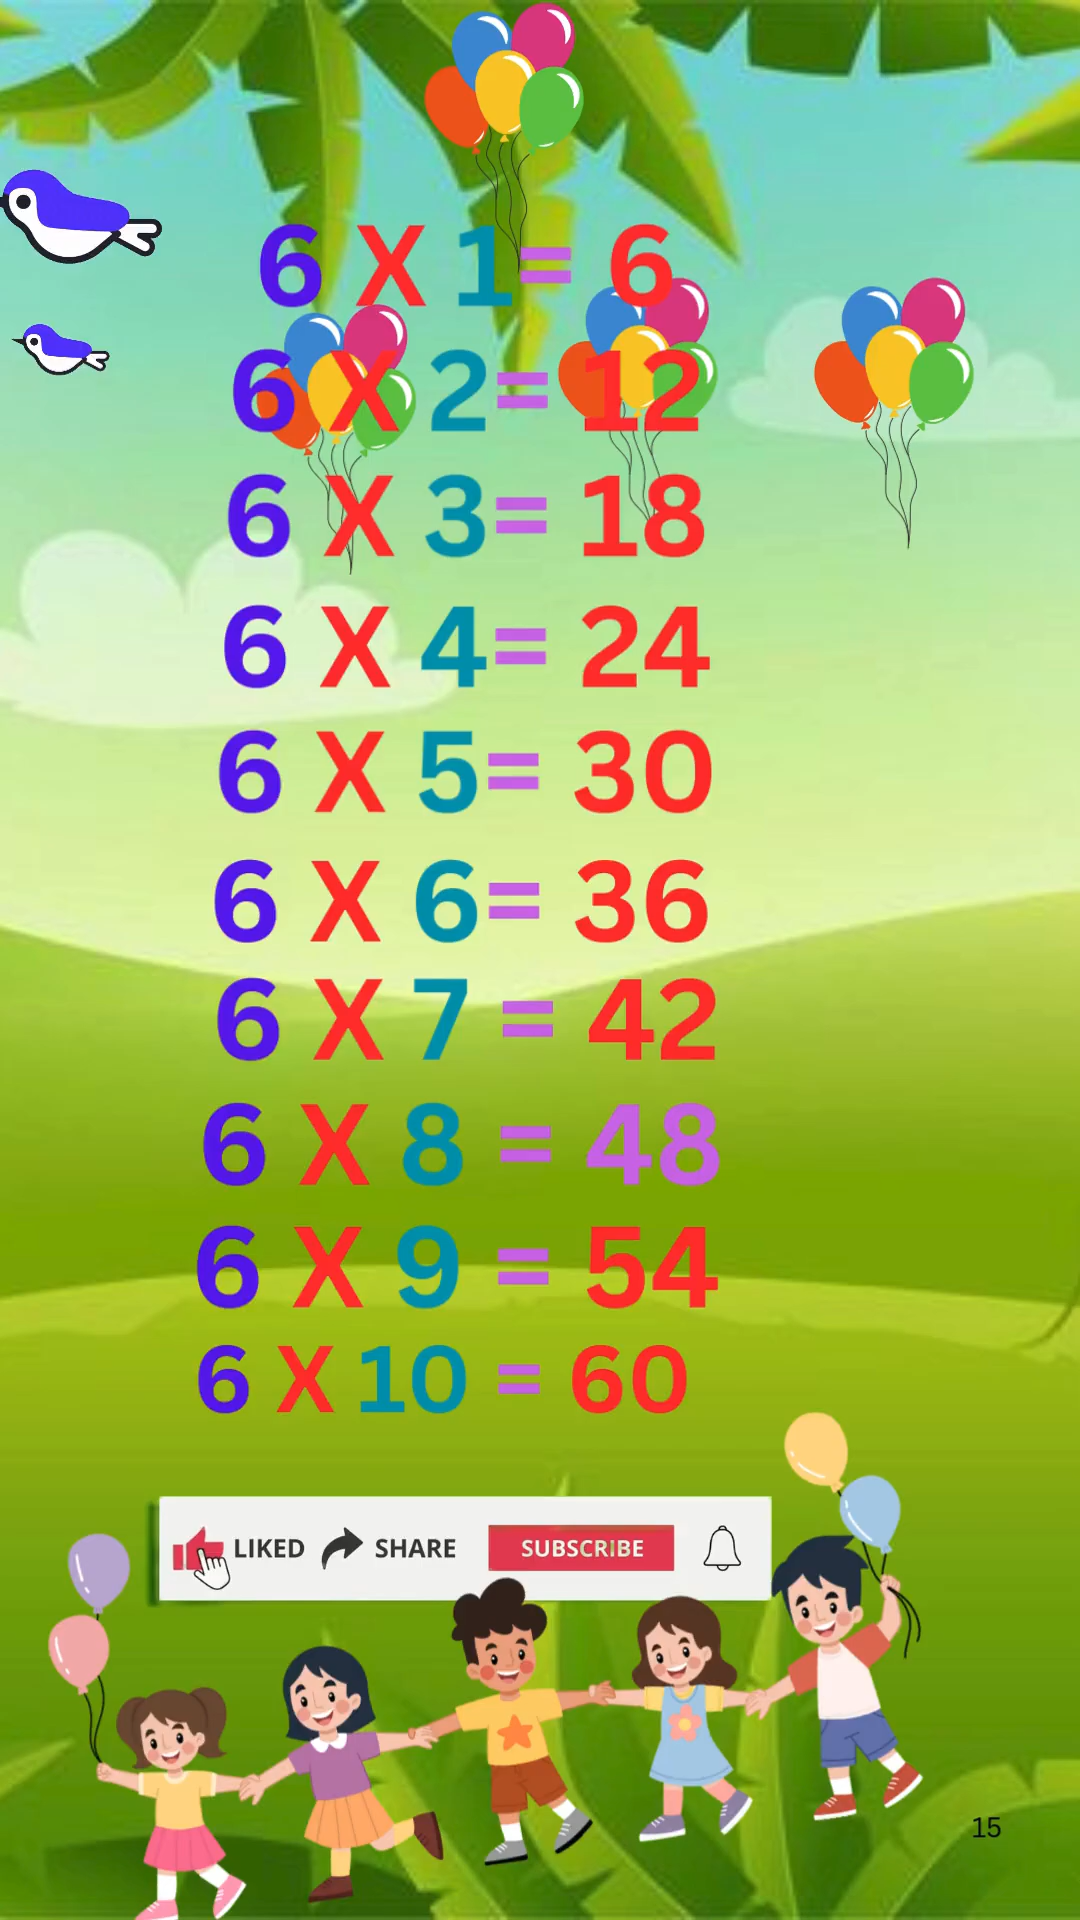 6 X 1= 6
6 X 2= 12
6 X 3= 18
6 X 4= 24
6 X 5= 30
6 X 6= 36
6 X 7 = 42
6 X 8 = 48
6 X 9 = 54
6 X 10 = 60
LIKED SHARE SUBSCRIBE
15